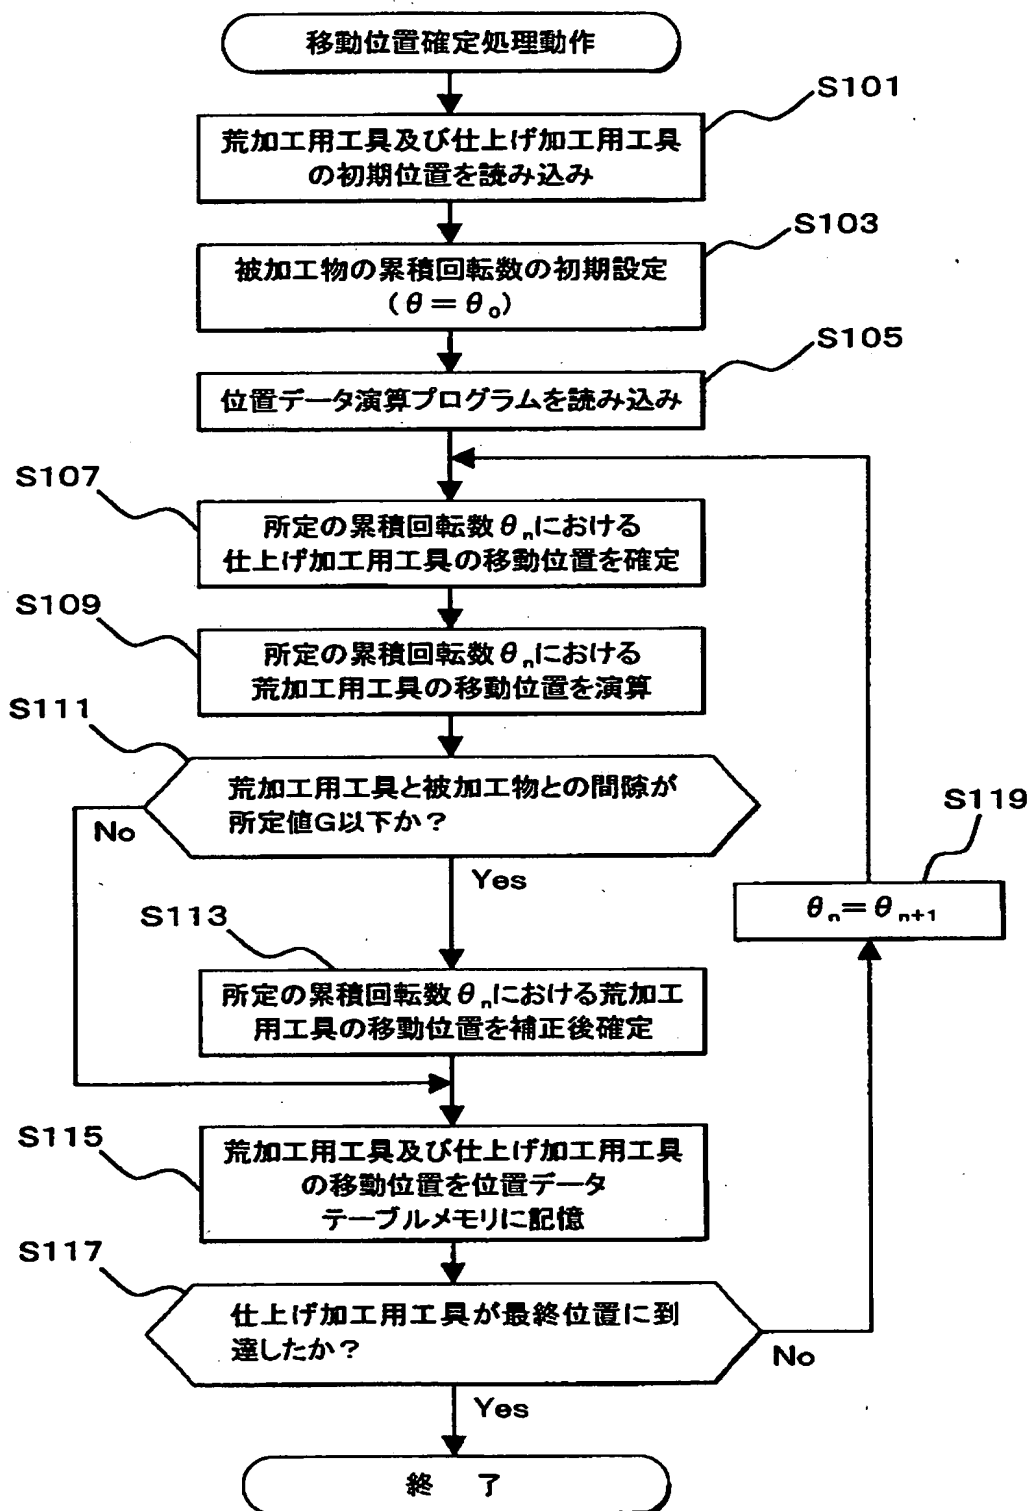 移動位置確定処理動作
S101
荒加工用工具及び仕上げ加工用工具
の初期位置を読み込み
S103
被加工物の累積回転数の初期設定
(θ=θ₀)
S105
位置データ演算プログラムを読み込み
S107
所定の累積回転数θₙにおける
仕上げ加工用工具の移動位置を確定
S109
所定の累積回転数θₙにおける
荒加工用工具の移動位置を演算
S111
荒加工用工具と被加工物との間隙が
所定値G以下か?
No
Yes
S119
θₙ=θₙ₊₁
S113
所定の累積回転数θₙにおける荒加工
用工具の移動位置を補正後確定
S115
荒加工用工具及び仕上げ加工用工具
の移動位置を位置データ
テーブルメモリに記憶
S117
仕上げ加工用工具が最終位置に到
達したか?
No
Yes
終 了